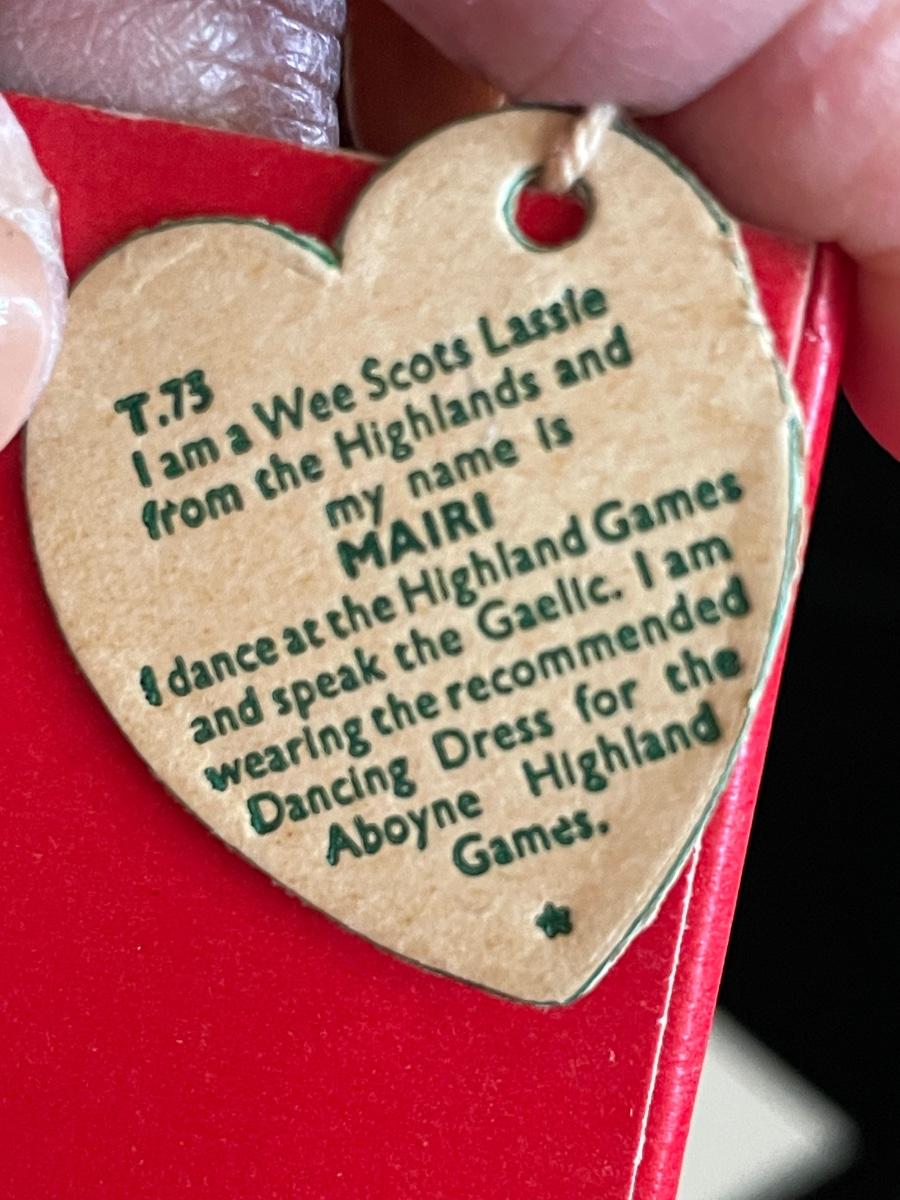 T.73
I am a Wee Scots Lassie
from the Highlands and
my name is
MAIRI
I dance at the Highland Games
and speak the Gaelic. I am
wearing the recommended
Dancing Dress for the
Aboyne Highland
Games.